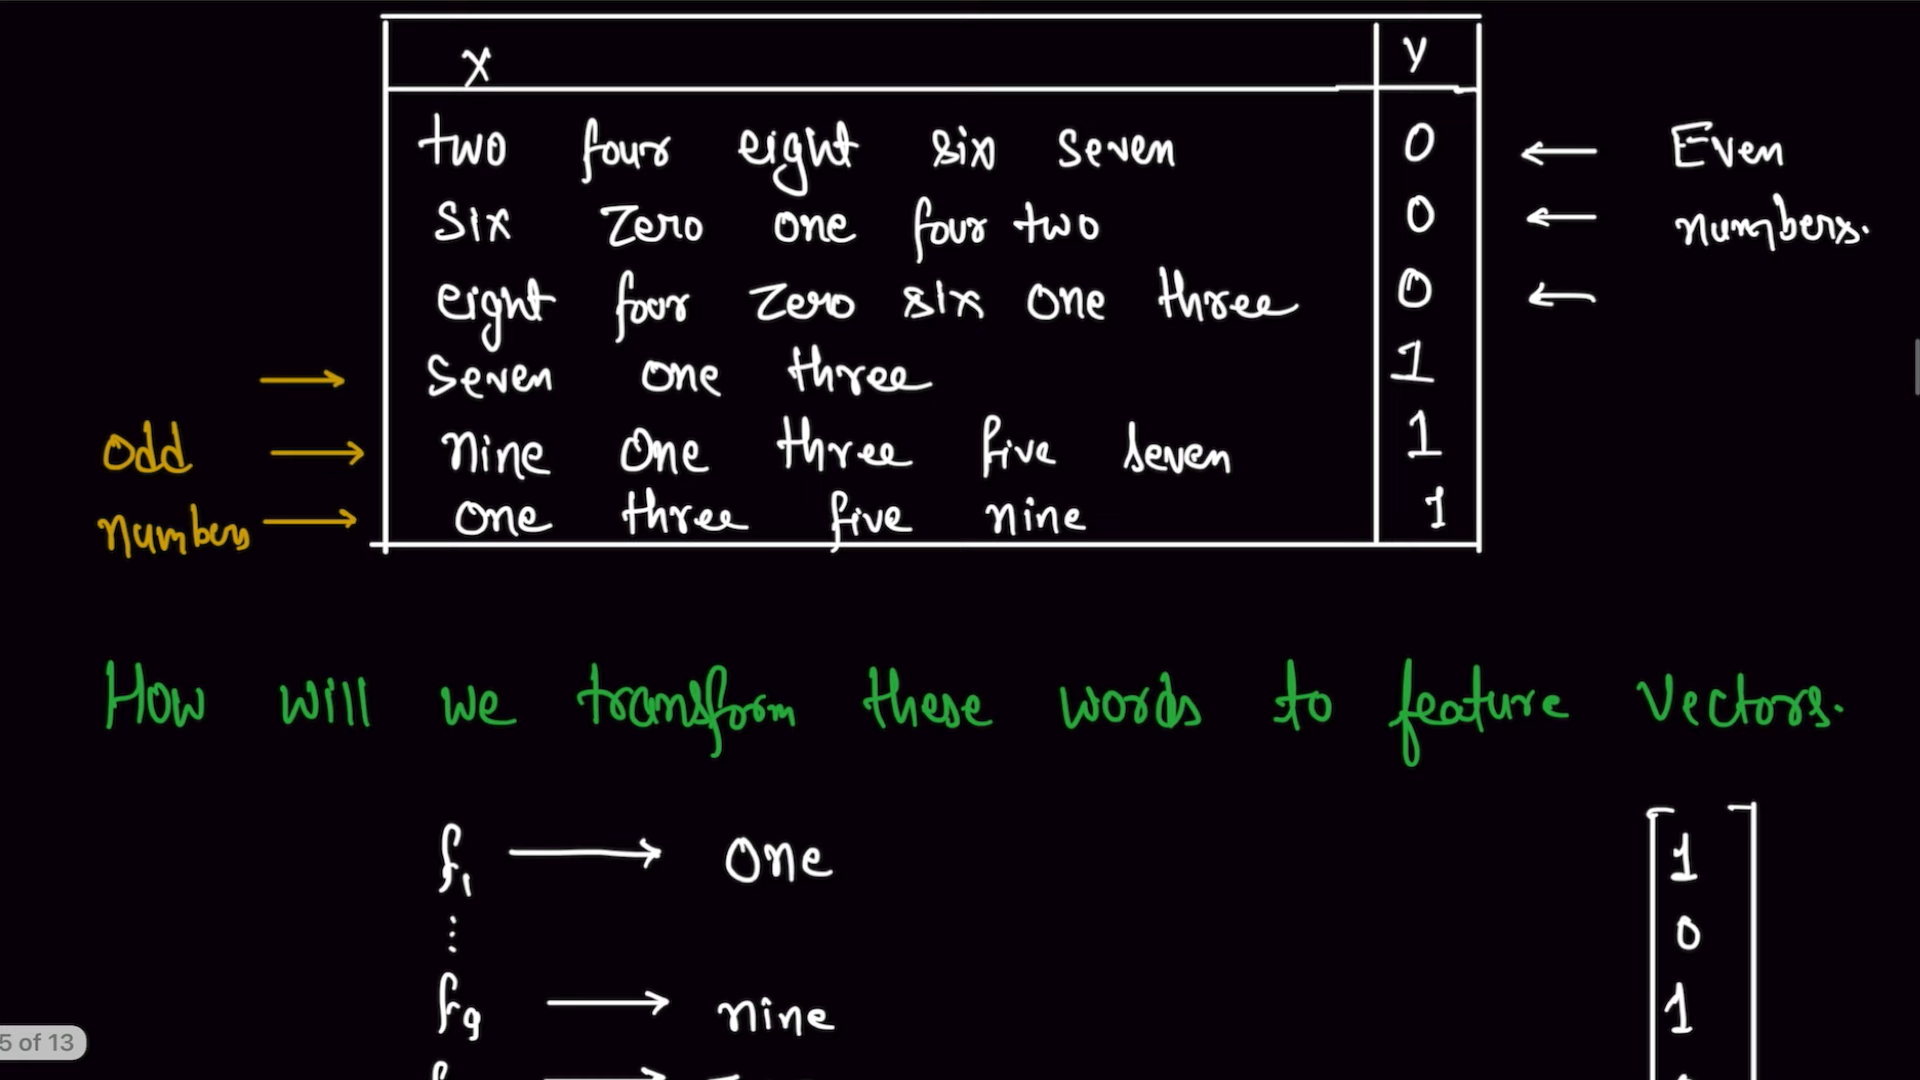 X Y
two four eight six seven 0 ← Even
six zero one four two 0 ← numbers.
eight four zero six one three 0 ←
→ seven one three 1
odd → nine one three five seven 1
numbers → one three five nine 1
How will we transform these words to feature vectors.
f₁ → One 1
⋮ 0
f₉ → nine 1
5 of 13